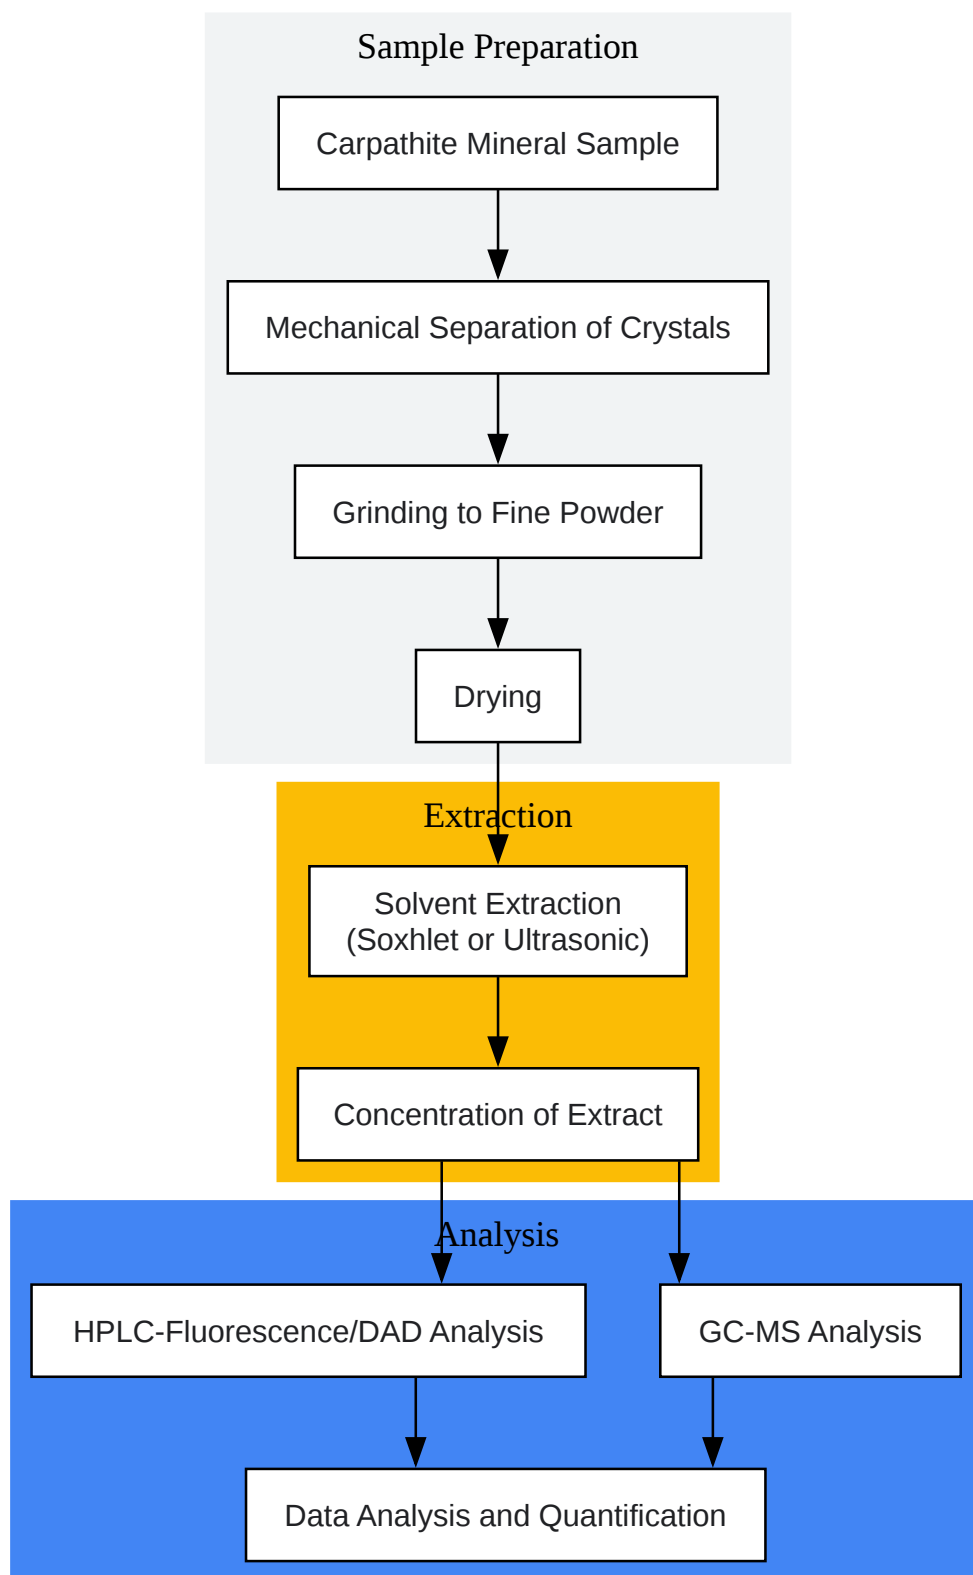 Sample Preparation
Carpathite Mineral Sample
Mechanical Separation of Crystals
Grinding to Fine Powder
Drying
Extraction
Solvent Extraction
(Soxhlet or Ultrasonic)
Concentration of Extract
Analysis
HPLC-Fluorescence/DAD Analysis
GC-MS Analysis
Data Analysis and Quantification